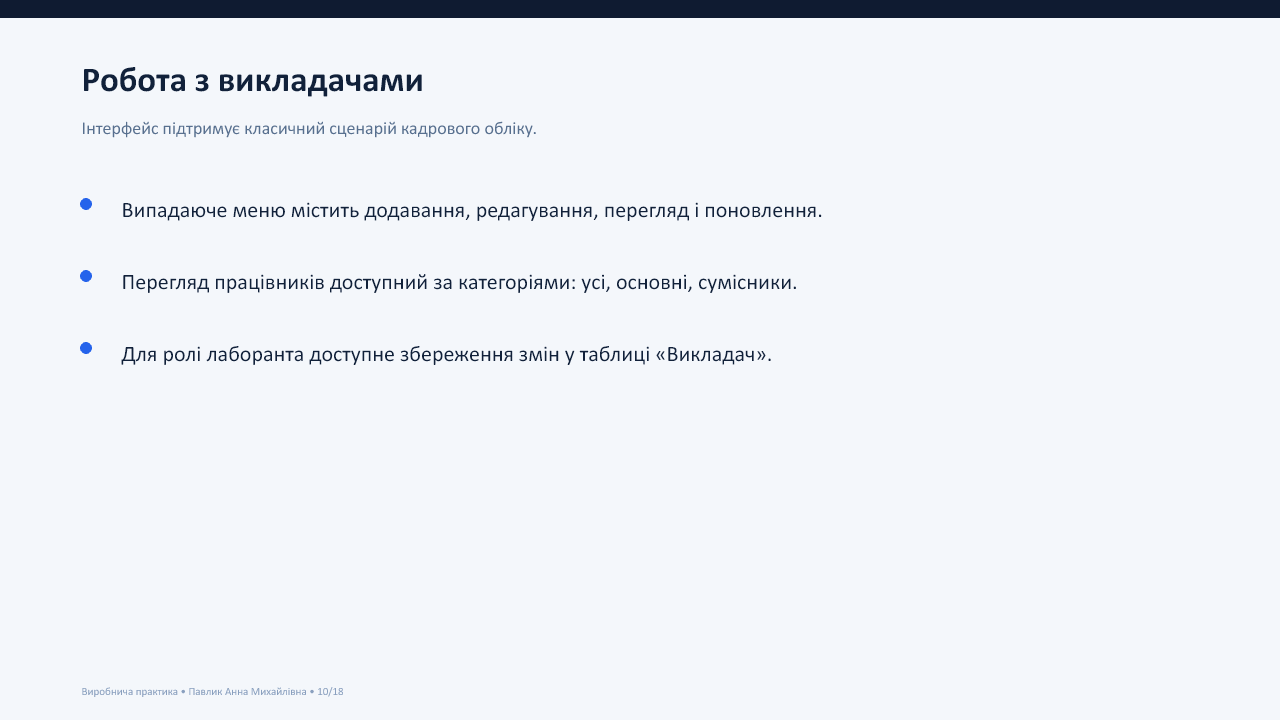 Робота з викладачами
Інтерфейс підтримує класичний сценарій кадрового обліку.
Випадаюче меню містить додавання, редагування, перегляд і поновлення.
Перегляд працівників доступний за категоріями: усі, основні, сумісники.
Для ролі лаборанта доступне збереження змін у таблиці «Викладач».
Виробнича практика • Павлик Анна Михайлівна • 10/18